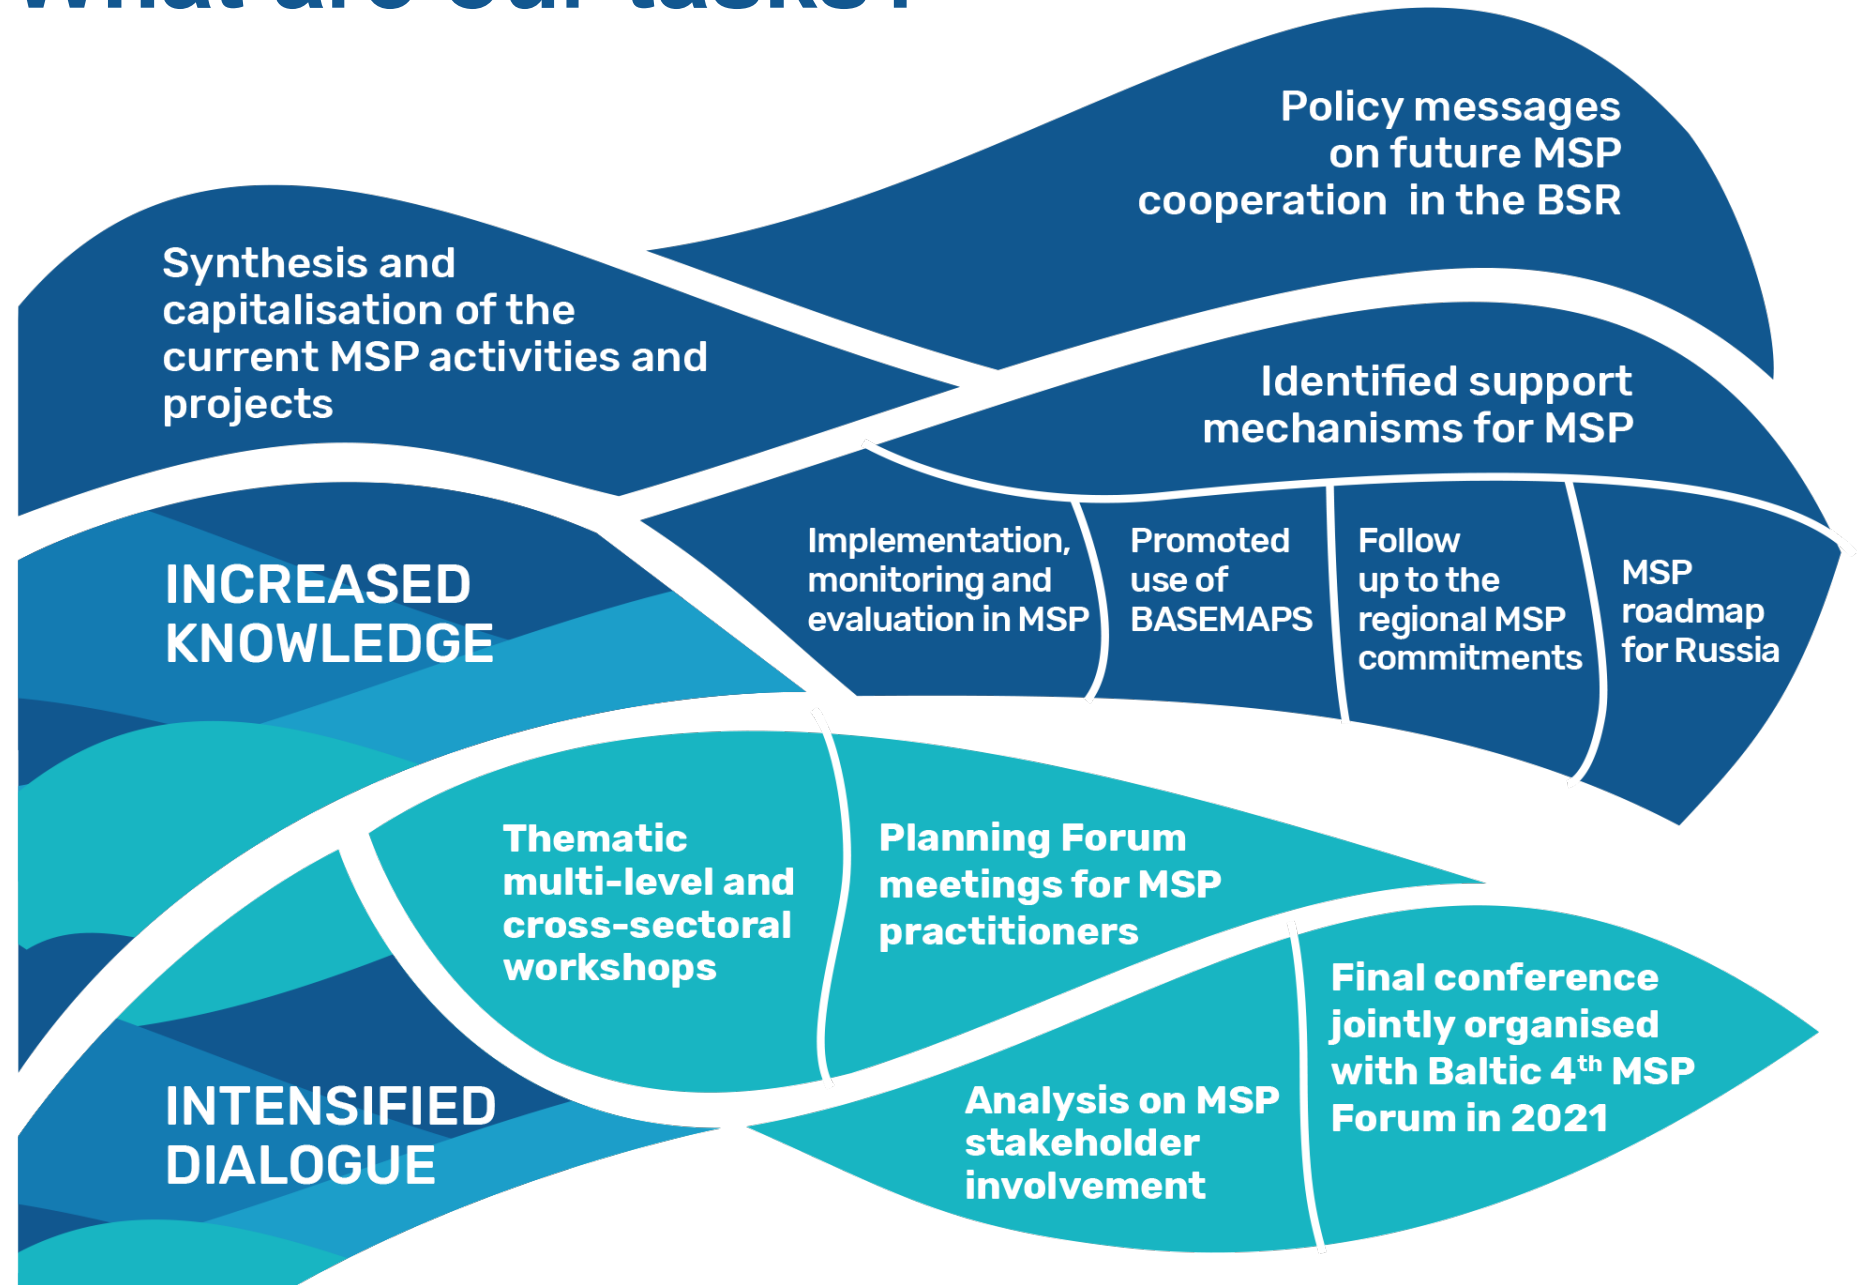 What are our tasks?
Policy messages
on future MSP
cooperation in the BSR
Synthesis and
capitalisation of the
current MSP activities and
projects
Identified support
mechanisms for MSP
INCREASED
KNOWLEDGE
Implementation,
monitoring and
evaluation in MSP
Promoted
use of
BASEMAPS
Follow
up to the
regional MSP
commitments
MSP
roadmap
for Russia
Thematic
multi-level and
cross-sectoral
workshops
Planning Forum
meetings for MSP
practitioners
INTENSIFIED
DIALOGUE
Analysis on MSP
stakeholder
involvement
Final conference
jointly organised
with Baltic 4th MSP
Forum in 2021